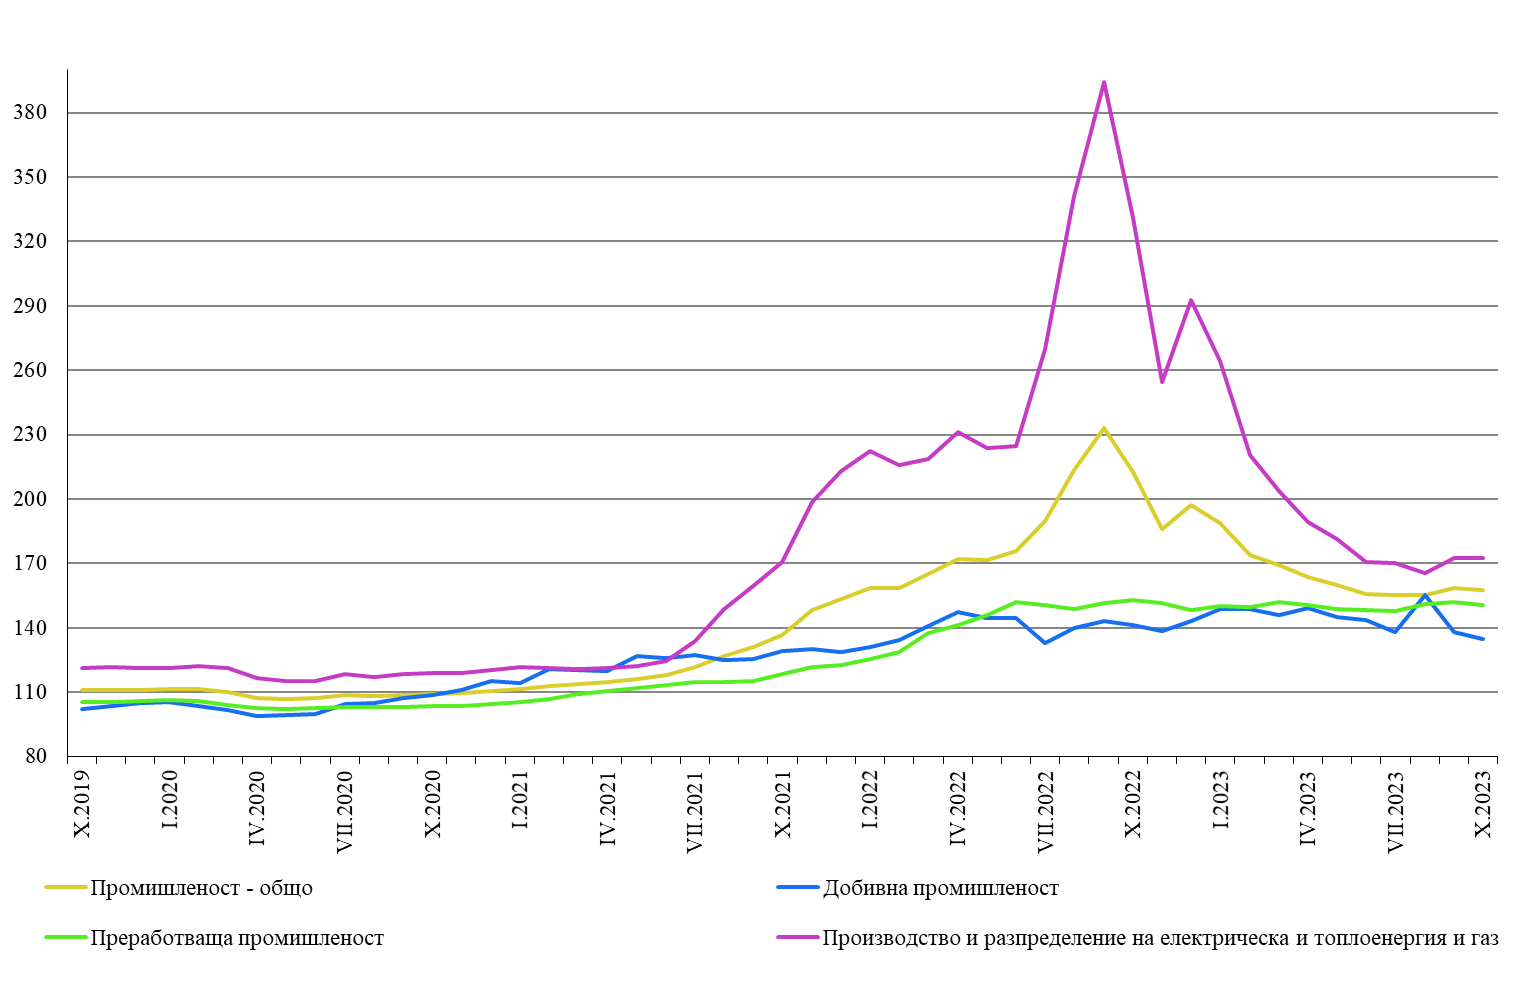 380
350
320
290
260
230
200
170
140
110
80
X.2019
I.2020
IV.2020
VII.2020
X.2020
I.2021
IV.2021
VII.2021
X.2021
I.2022
IV.2022
VII.2022
X.2022
I.2023
IV.2023
VII.2023
X.2023
Промишленост - общо
Добивна промишленост
Преработваща промишленост
Производство и разпределение на електрическа и топлоенергия и газ